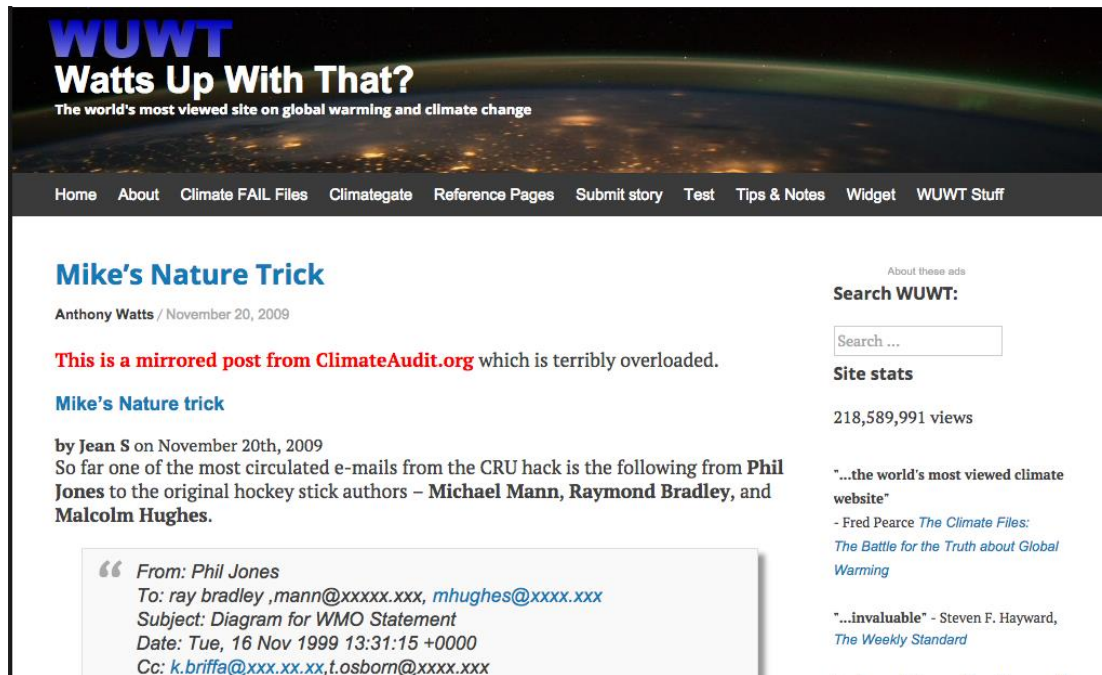 WUWT
Watts Up With That?
The world's most viewed site on global warming and climate change
Home About Climate FAIL Files Climategate Reference Pages Submit story Test Tips & Notes Widget WUWT Stuff
Mike's Nature Trick
Anthony Watts / November 20, 2009
This is a mirrored post from ClimateAudit.org which is terribly overloaded.
Mike's Nature trick
by Jean S on November 20th, 2009
So far one of the most circulated e-mails from the CRU hack is the following from Phil
Jones to the original hockey stick authors – Michael Mann, Raymond Bradley, and
Malcolm Hughes.
“ From: Phil Jones
To: ray bradley ,mann@xxxxx.xxx, mhughes@xxxx.xxx
Subject: Diagram for WMO Statement
Date: Tue, 16 Nov 1999 13:31:15 +0000
Cc: k.briffa@xxx.xx.xx,t.osborn@xxxx.xxx
About these ads
Search WUWT:
Search ...
Site stats
218,589,991 views
"...the world's most viewed climate
website"
- Fred Pearce The Climate Files:
The Battle for the Truth about Global
Warming
"...invaluable" - Steven F. Hayward,
The Weekly Standard